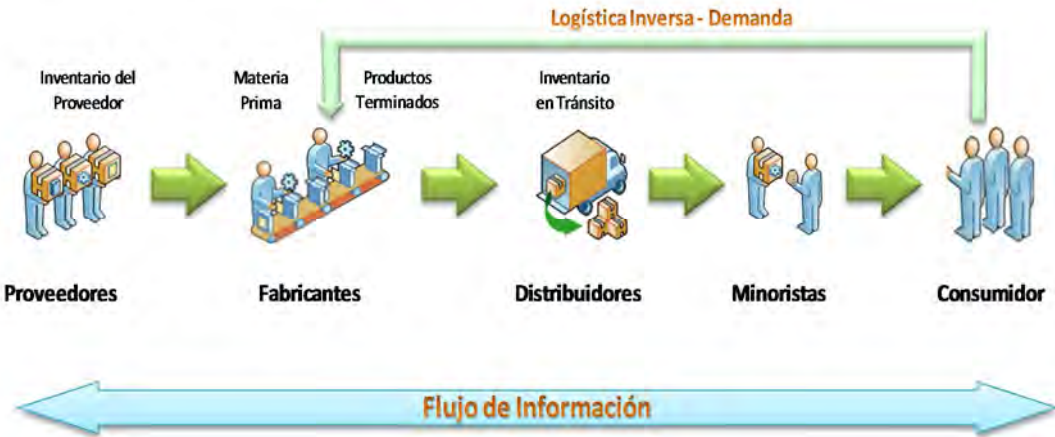 Logística Inversa - Demanda
Inventario del
Proveedor
Materia
Prima
Productos
Terminados
Inventario
en Tránsito
Proveedores
Fabricantes
Distribuidores
Minoristas
Consumidor
Flujo de Información